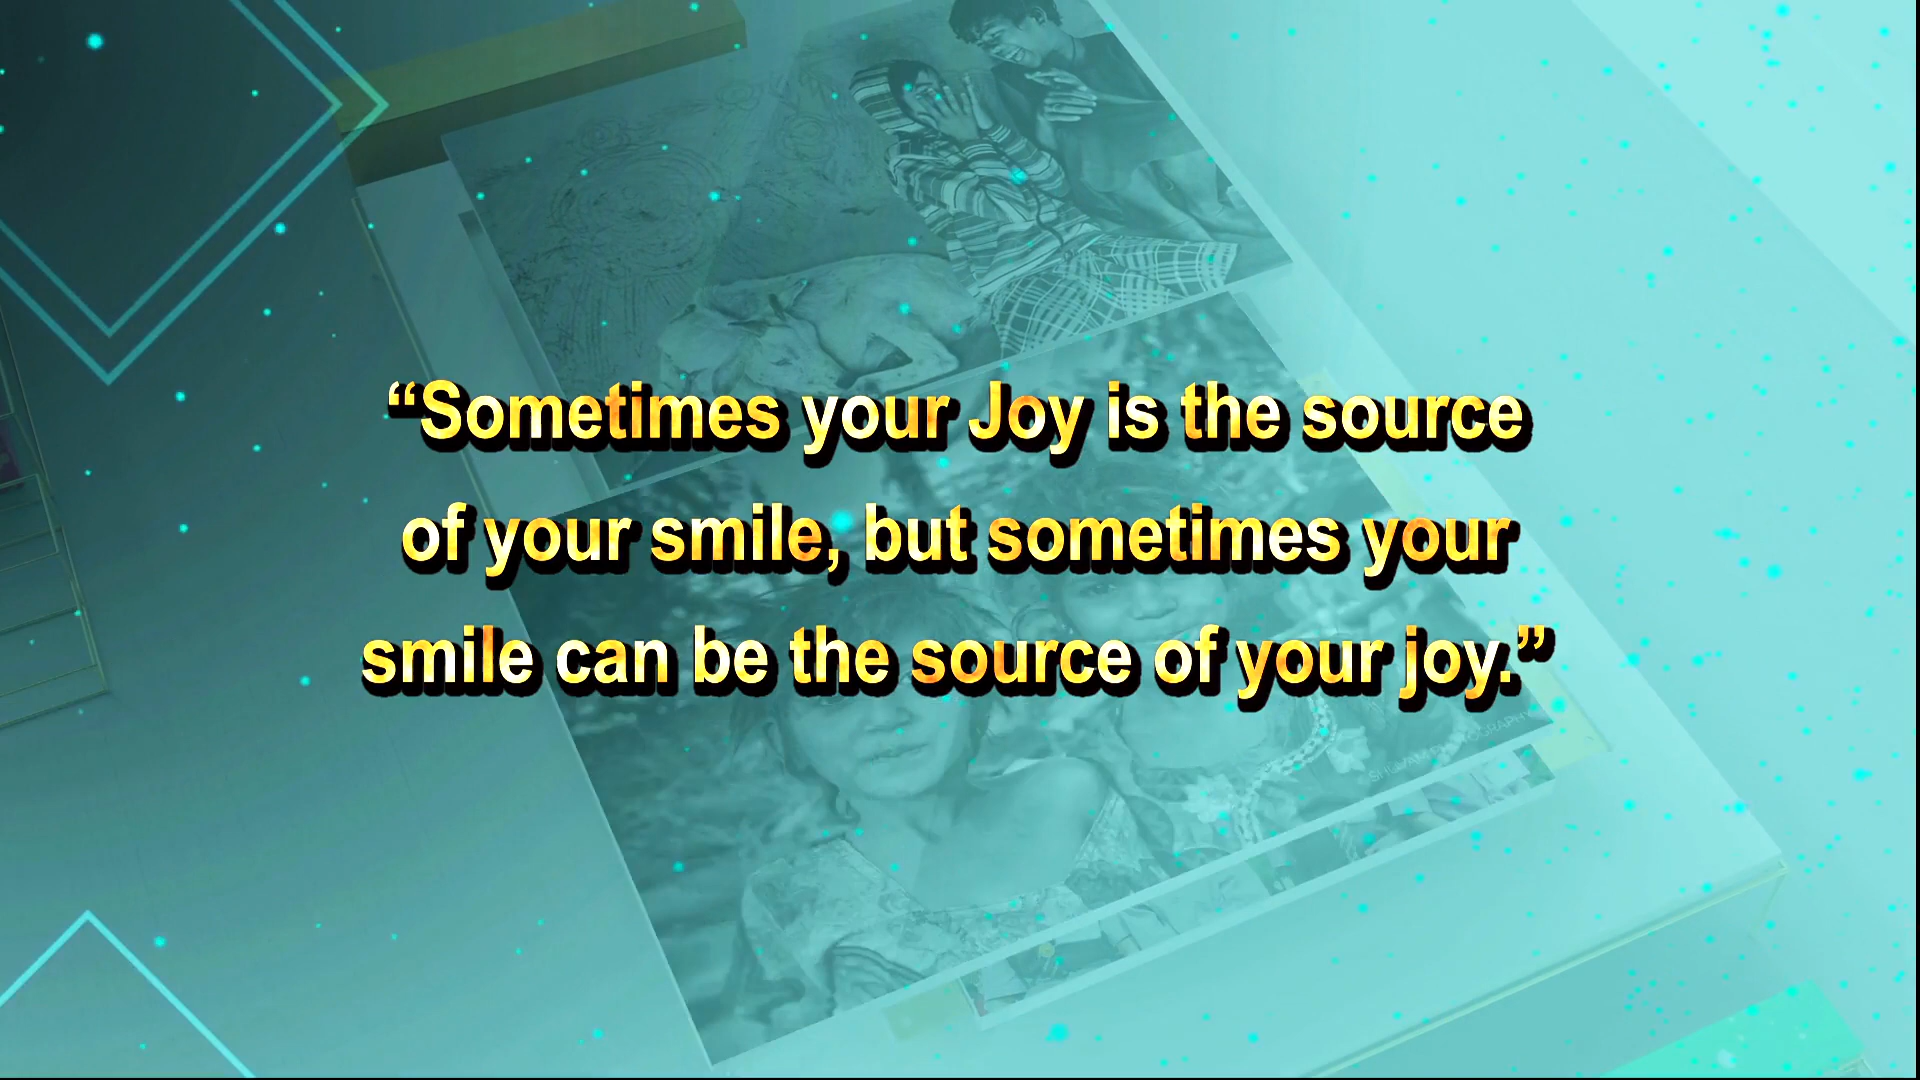 “Sometimes your Joy is the source
of your smile, but sometimes your
smile can be the source of your joy.”